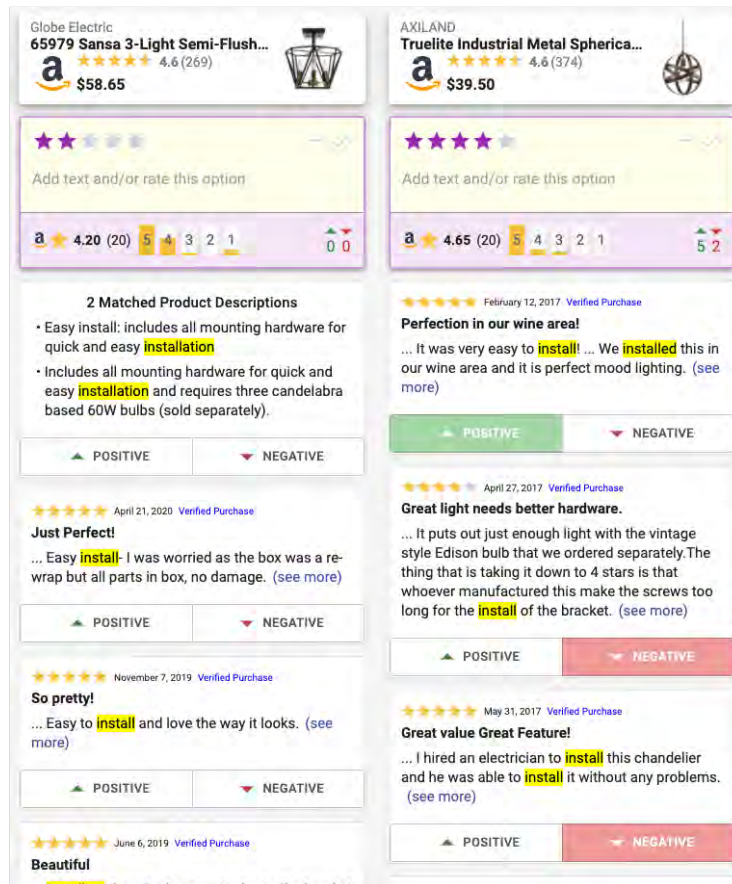 Globe Electric
65979 Sansa 3-Light Semi-Flush...
a
4.6 (269)
$58.65
Add text and/or rate this option
a 4.20 (20) 5 4 3 2 1
0 0
2 Matched Product Descriptions
• Easy install: includes all mounting hardware for
quick and easy installation
• Includes all mounting hardware for quick and
easy installation and requires three candelabra
based 60W bulbs (sold separately).
POSITIVE NEGATIVE
April 21, 2020 Verified Purchase
Just Perfect!
... Easy install- I was worried as the box was a re-
wrap but all parts in box, no damage. (see more)
POSITIVE NEGATIVE
November 7, 2019 Verified Purchase
So pretty!
... Easy to install and love the way it looks. (see
more)
POSITIVE NEGATIVE
June 6, 2019 Verified Purchase
Beautiful
AXILAND
Truelite Industrial Metal Spherica...
a
4.6 (374)
$39.50
Add text and/or rate this option
a 4.65 (20) 5 4 3 2 1
5 2
February 12, 2017 Verified Purchase
Perfection in our wine area!
... It was very easy to install! ... We installed this in
our wine area and it is perfect mood lighting. (see
more)
POSITIVE NEGATIVE
April 27, 2017 Verified Purchase
Great light needs better hardware.
... It puts out just enough light with the vintage
style Edison bulb that we ordered separately.The
thing that is taking it down to 4 stars is that
whoever manufactured this make the screws too
long for the install of the bracket. (see more)
POSITIVE NEGATIVE
May 31, 2017 Verified Purchase
Great value Great Feature!
... I hired an electrician to install this chandelier
and he was able to install it without any problems.
(see more)
POSITIVE NEGATIVE